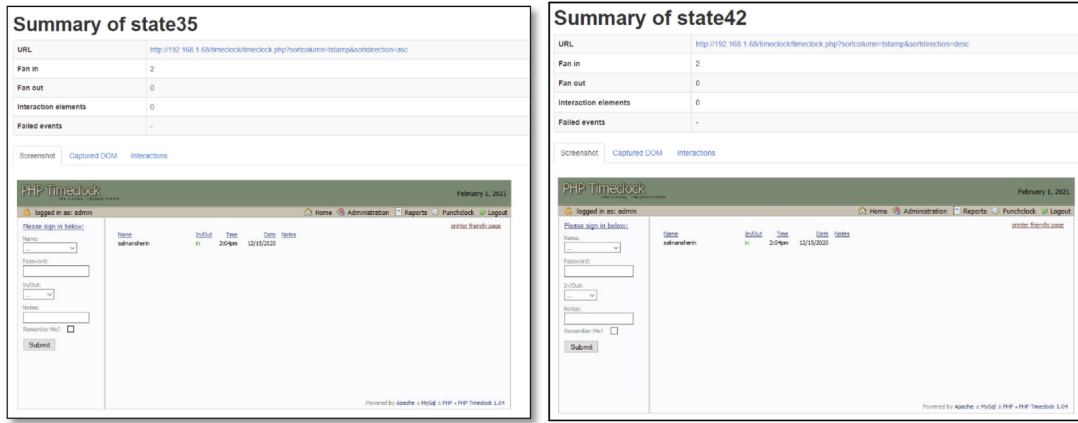 Summary of state35
URL http://192.168.1.68/timeclock/timeclock.php?sortcolumn=tstamp&sortdirection=asc
Fan in 2
Fan out 0
Interaction elements 0
Failed events -
Screenshot Captured DOM Interactions
PHP Timeclock
February 1, 2021
logged in as: admin Home Administration Reports Punchclock Logout
Please sign in below: printer friendly page
Name: Name In/Out Time Date Notes
... salmansherin in 2:04pm 12/15/2020
Password:
In/Out:
...
Notes:
Remember Me?
Submit
Powered by Apache & MySql & PHP + PHP Timeclock 1.04
Summary of state42
URL http://192.168.1.68/timeclock/timeclock.php?sortcolumn=tstamp&sortdirection=desc
Fan in 2
Fan out 0
Interaction elements 0
Failed events -
Screenshot Captured DOM Interactions
PHP Timeclock
February 1, 2021
logged in as: admin Home Administration Reports Punchclock Logout
Please sign in below: printer friendly page
Name: Name In/Out Time Date Notes
... salmansherin in 2:04pm 12/15/2020
Password:
In/Out:
...
Notes:
Remember Me?
Submit
Powered by Apache & MySql & PHP + PHP Timeclock 1.04